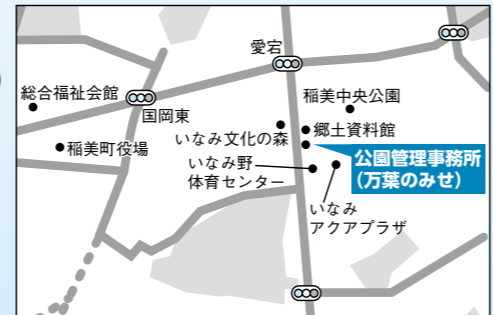 愛宕
総合福祉会館
国岡東
稲美中央公園
いなみ文化の森
郷土資料館
稲美町役場
いなみ野
体育センター
公園管理事務所
(万葉のみせ)
いなみ
アクアプラザ